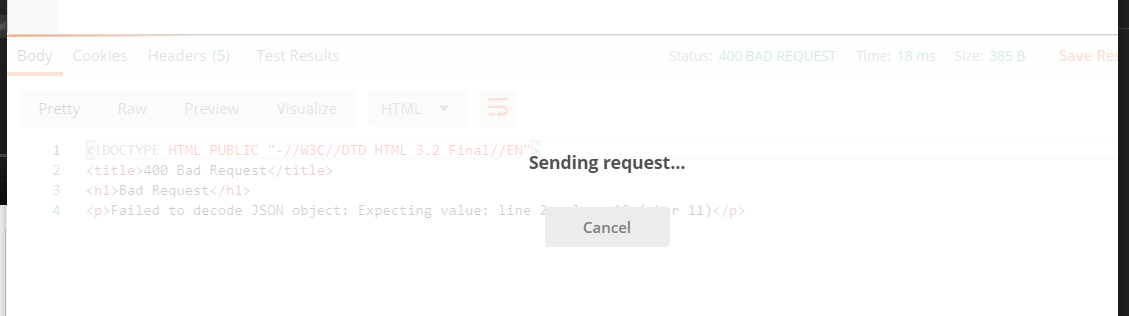 Body Cookies Headers (5) Test Results Status: 400 BAD REQUEST Time: 18 ms Size: 385 B Save Res
Pretty Raw Preview Visualize HTML
1 <!DOCTYPE HTML PUBLIC "-//W3C//DTD HTML 3.2 Final//EN">
Sending request...
2 <title>400 Bad Request</title>
3 <h1>Bad Request</h1>
4 <p>Failed to decode JSON object: Expecting value: line 2 11)</p>
Cancel